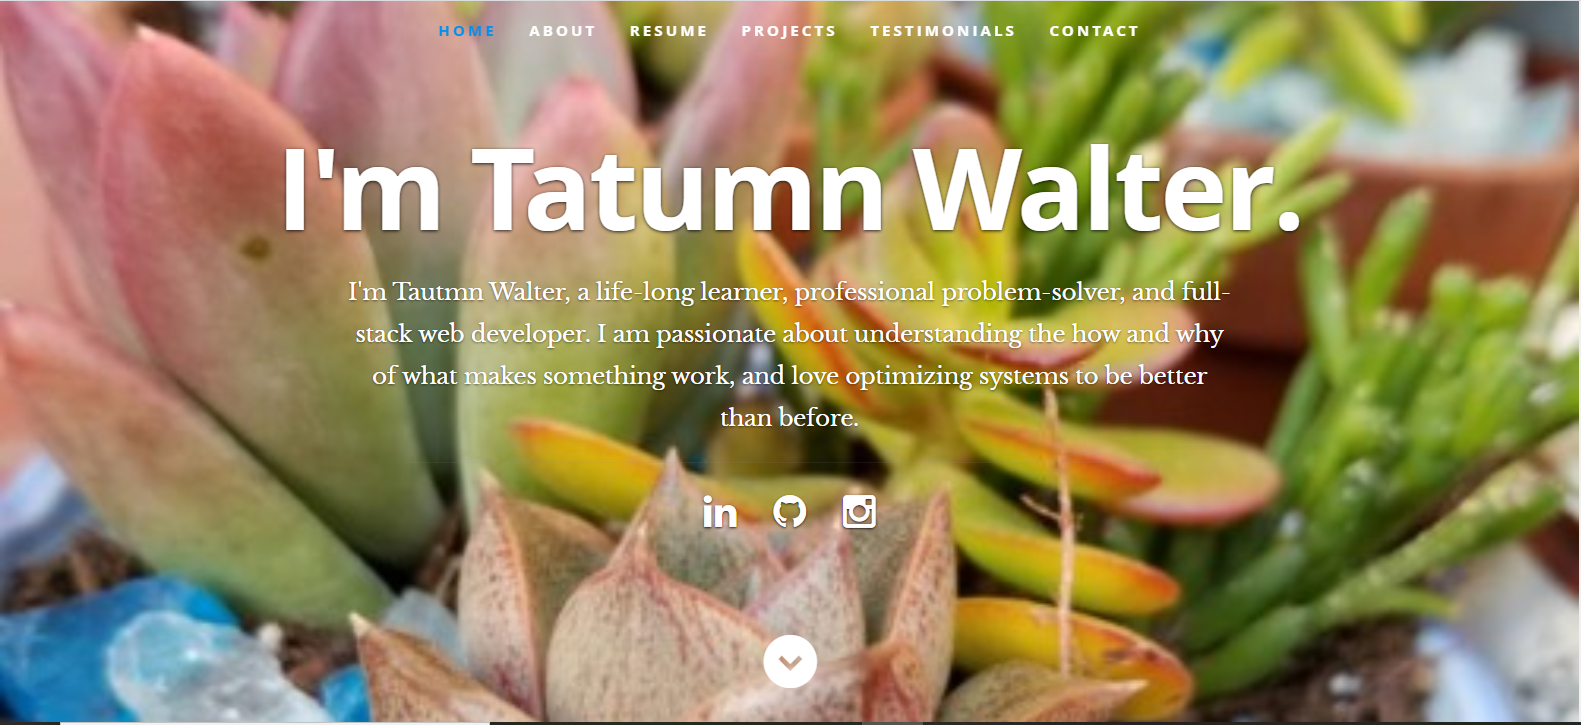 HOME ABOUT RESUME PROJECTS TESTIMONIALS CONTACT
I'm Tatumn Walter.
I'm Tautmn Walter, a life-long learner, professional problem-solver, and full-
stack web developer. I am passionate about understanding the how and why
of what makes something work, and love optimizing systems to be better
than before.
in